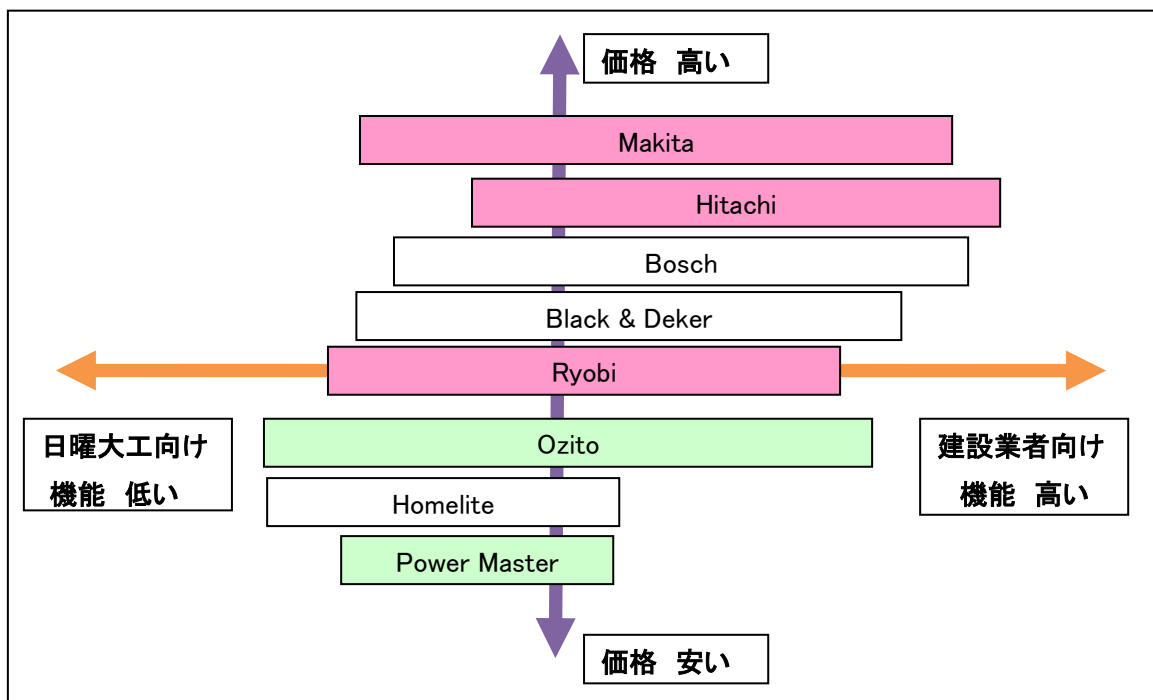 価格 高い
Makita
Hitachi
Bosch
Black & Deker
Ryobi
日曜大工向け
機能 低い
Ozito
建設業者向け
機能 高い
Homelite
Power Master
価格 安い